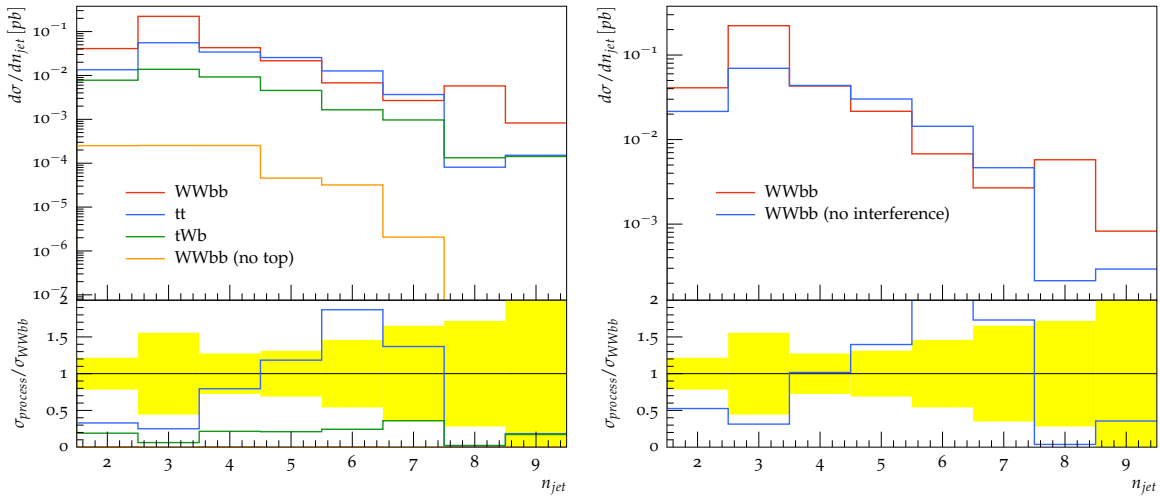 dσ/dn_jet [pb]
10⁻¹
10⁻²
10⁻³
10⁻⁴
10⁻⁵
10⁻⁶
10⁻⁷
WWbb
tt
tWb
WWbb (no top)
σ_process/σ_WWbb
2
1.5
1
0.5
0
2 3 4 5 6 7 8 9
n_jet
dσ/dn_jet [pb]
10⁻¹
10⁻²
10⁻³
WWbb
WWbb (no interference)
σ_process/σ_WWbb
2
1.5
1
0.5
0
2 3 4 5 6 7 8 9
n_jet